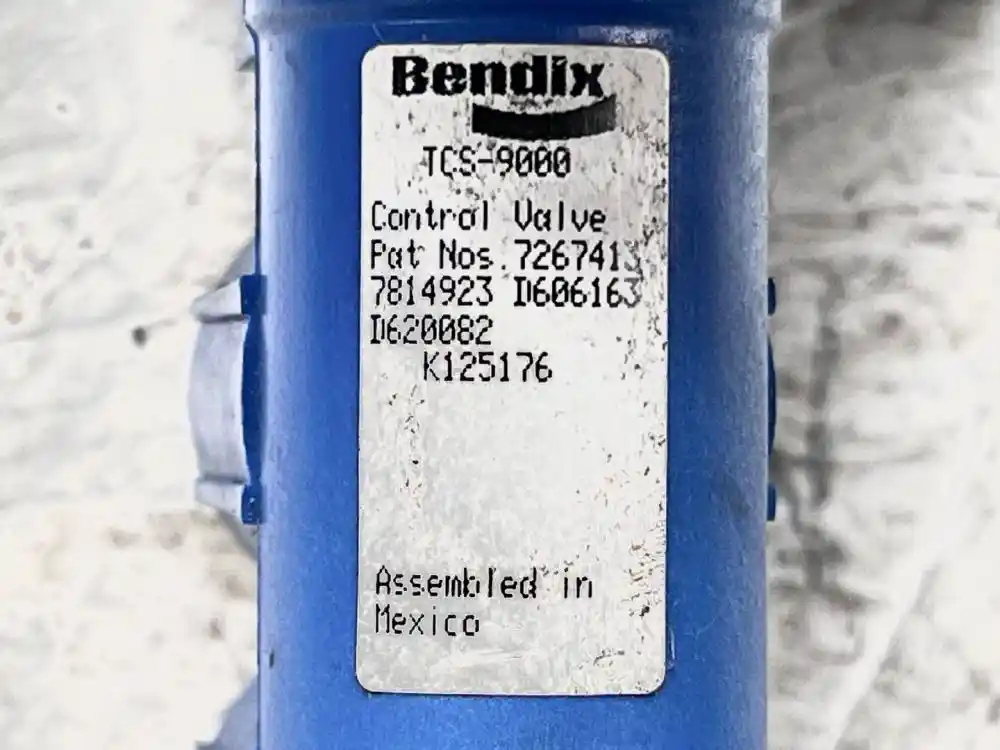 Bendix
TCS-9000
Control Valve
Pat Nos. 7267413
7814923 D606163
D620082
K125176
Assembled in
Mexico